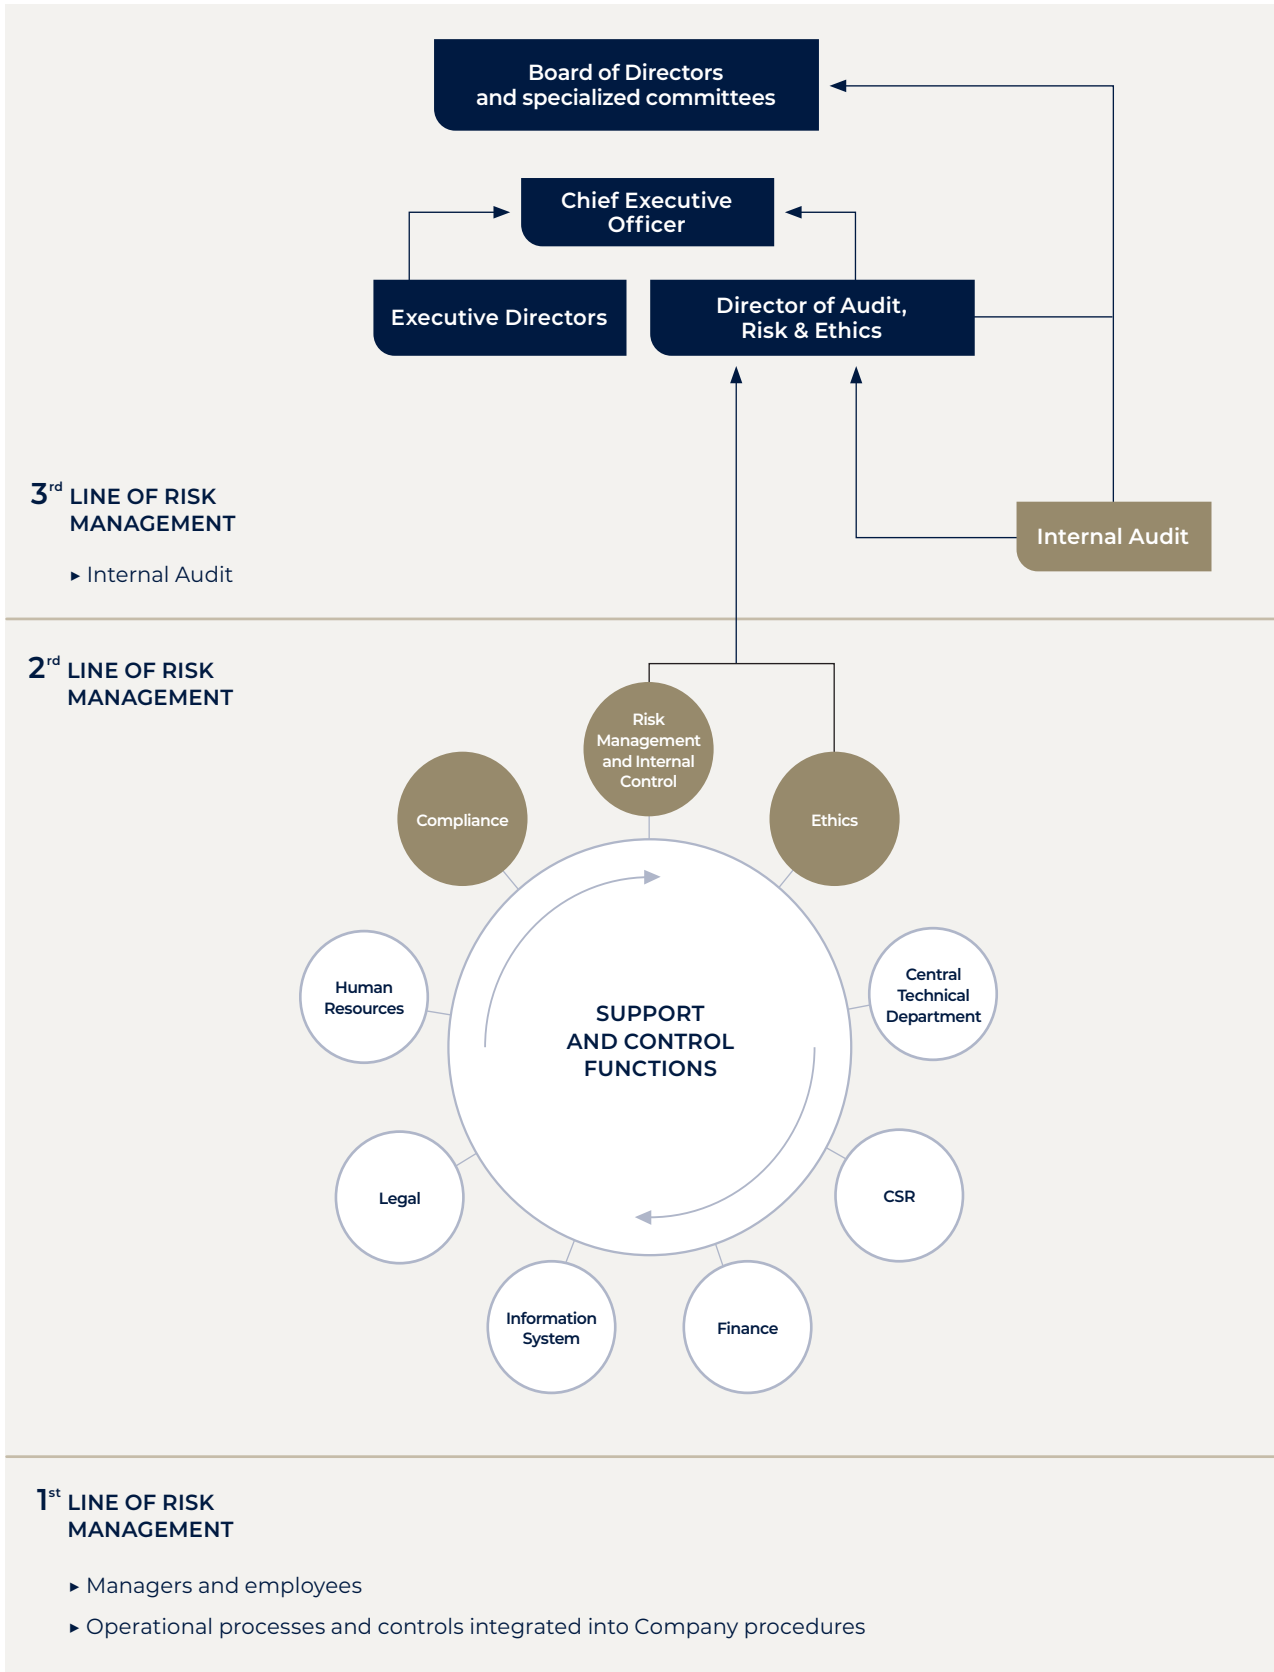 Board of Directors
and specialized committees
Chief Executive
Officer
Executive Directors
Director of Audit,
Risk & Ethics
3rd LINE OF RISK
MANAGEMENT
▸ Internal Audit
Internal Audit
2rd LINE OF RISK
MANAGEMENT
Risk
Management
and Internal
Control
Compliance
Ethics
Human
Resources
Central
Technical
Department
SUPPORT
AND CONTROL
FUNCTIONS
Legal
CSR
Information
System
Finance
1st LINE OF RISK
MANAGEMENT
▸ Managers and employees
▸ Operational processes and controls integrated into Company procedures